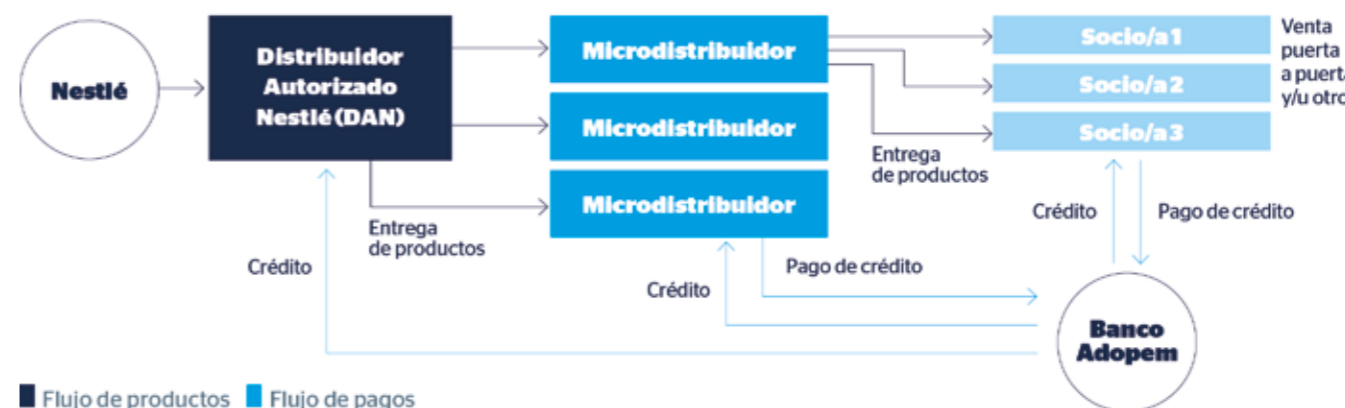 Nestlé
Distribuidor
Autorizado
Nestlé (DAN)
Microdistribuidor
Microdistribuidor
Microdistribuidor
Socio/a 1
Socio/a 2
Socio/a 3
Venta
puerta
a puerta
y/u otro
Entrega
de productos
Entrega
de productos
Crédito
Pago de crédito
Crédito
Pago de crédito
Crédito
Banco
Adopem
Flujo de productos
Flujo de pagos